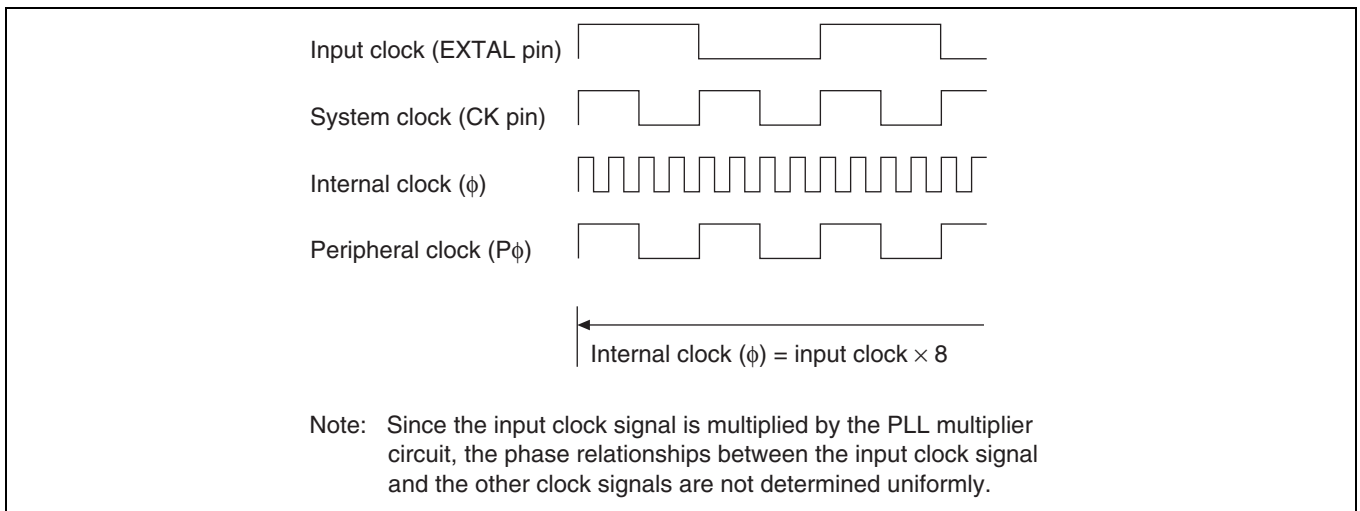 Input clock (EXTAL pin)
System clock (CK pin)
Internal clock (ϕ)
Peripheral clock (Pϕ)
Internal clock (ϕ) = input clock × 8
Note: Since the input clock signal is multiplied by the PLL multiplier
circuit, the phase relationships between the input clock signal
and the other clock signals are not determined uniformly.